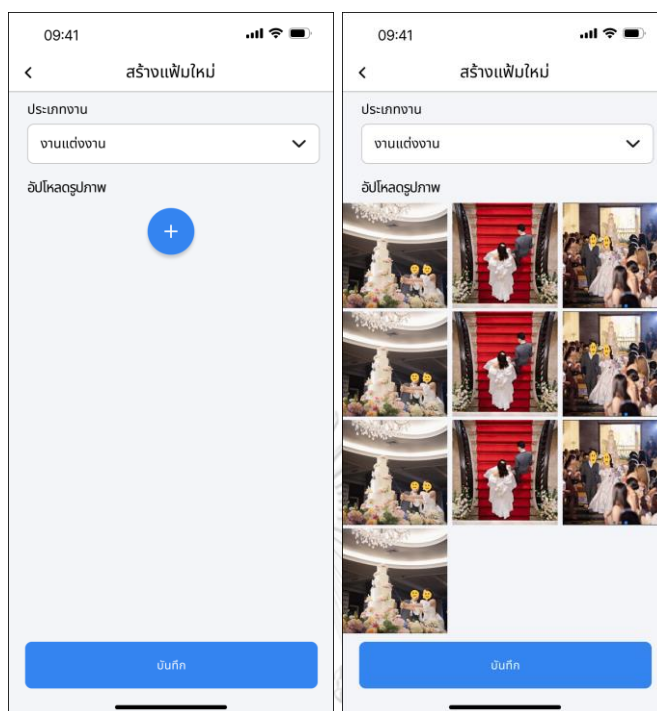 09:41
สร้างแฟ้มใหม่
ประเภทงาน
งานแต่งงาน
อัปโหลดรูปภาพ
+
บันทึก
09:41
สร้างแฟ้มใหม่
ประเภทงาน
งานแต่งงาน
อัปโหลดรูปภาพ
บันทึก